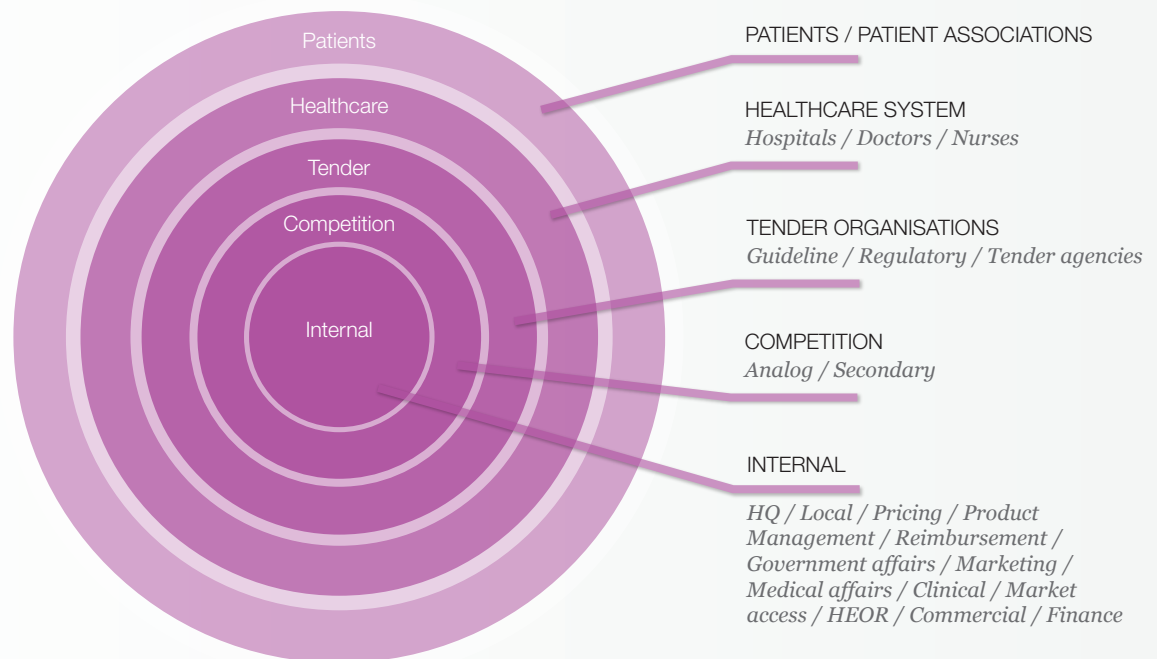 Patients
Healthcare
Tender
Competition
Internal
PATIENTS / PATIENT ASSOCIATIONS
HEALTHCARE SYSTEM
Hospitals / Doctors / Nurses
TENDER ORGANISATIONS
Guideline / Regulatory / Tender agencies
COMPETITION
Analog / Secondary
INTERNAL
HQ / Local / Pricing / Product
Management / Reimbursement /
Government affairs / Marketing /
Medical affairs / Clinical / Market
access / HEOR / Commercial / Finance